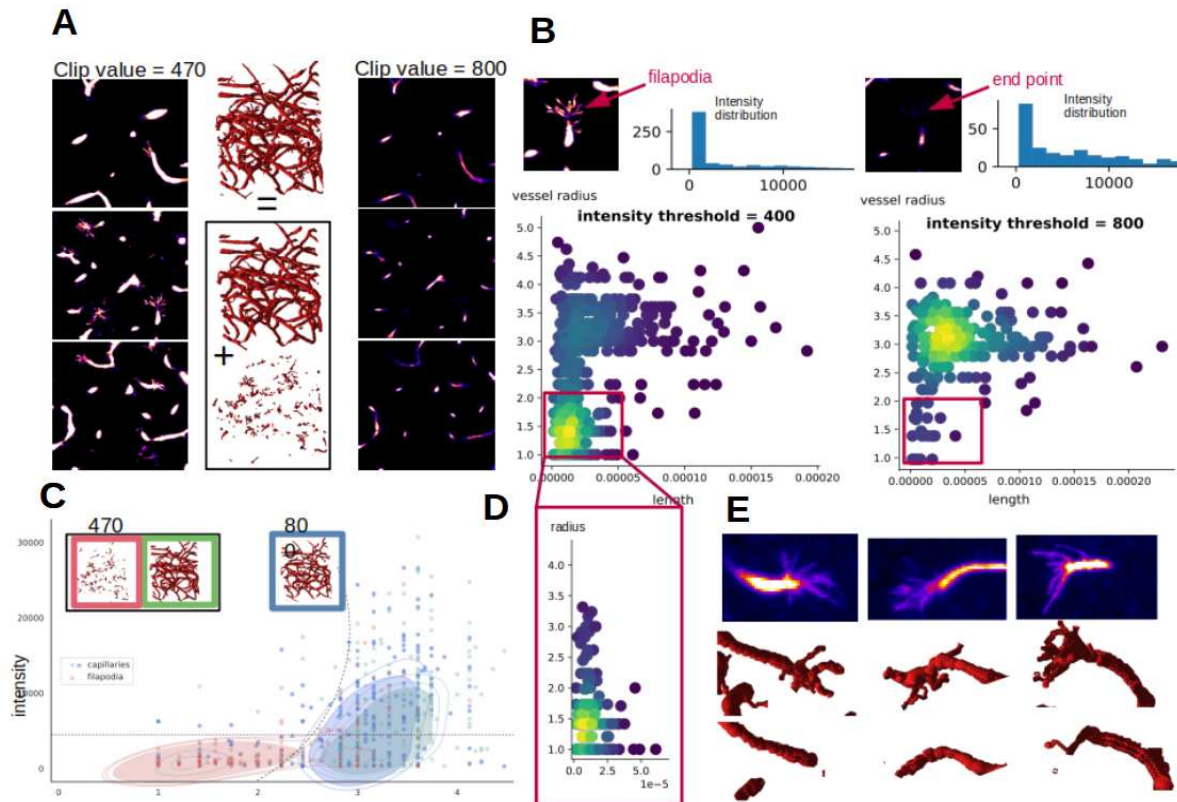 A
Clip value = 470
Clip value = 800
=
+
B
filapodia
Intensity
distribution
250
0
0
10000
end point
Intensity
distribution
50
0
0
10000
vessel radius
intensity threshold = 400
5.0
4.5
4.0
3.5
3.0
2.5
2.0
1.5
1.0
0.00000
0.00005
0.00010
0.00015
0.00020
length
vessel radius
intensity threshold = 800
5.0
4.5
4.0
3.5
3.0
2.5
2.0
1.5
1.0
0.00000
0.00005
0.00010
0.00015
0.00020
length
C
470
80
0
30000
20000
10000
0
intensity
capillaries
filapodia
0
1
2
3
4
D
radius
4.0
3.5
3.0
2.5
2.0
1.5
1.0
0.0
2.5
5.0
1e−5
E